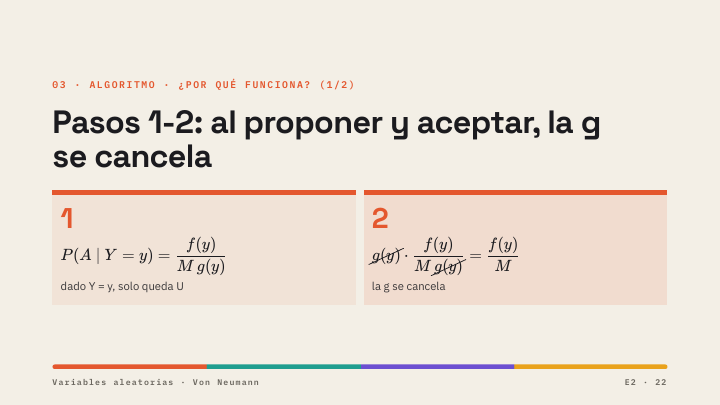 03 · ALGORITMO · ¿POR QUÉ FUNCIONA? (1/2)
Pasos 1-2: al proponer y aceptar, la g
se cancela
1
P(A | Y = y) = f(y) / M g(y)
dado Y = y, solo queda U
2
g(y) · f(y) / M g(y) = f(y) / M
la g se cancela
Variables aleatorias · Von Neumann
E2 · 22